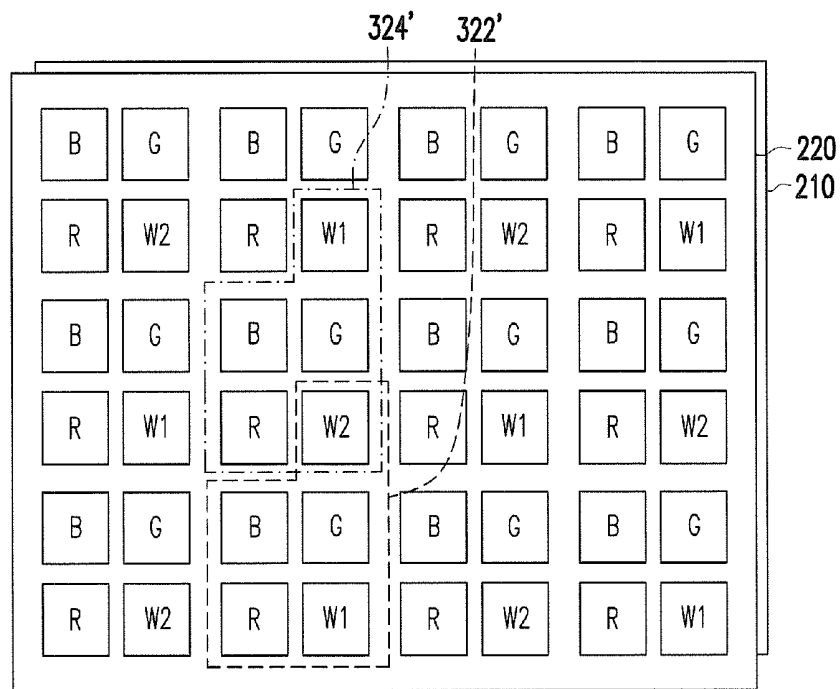 324' 322'
B G B G B G B G
220
210
R W2 R W1 R W2 R W1
B G B G B G B G
R W1 R W2 R W1 R W2
B G B G B G B G
R W2 R W1 R W2 R W1